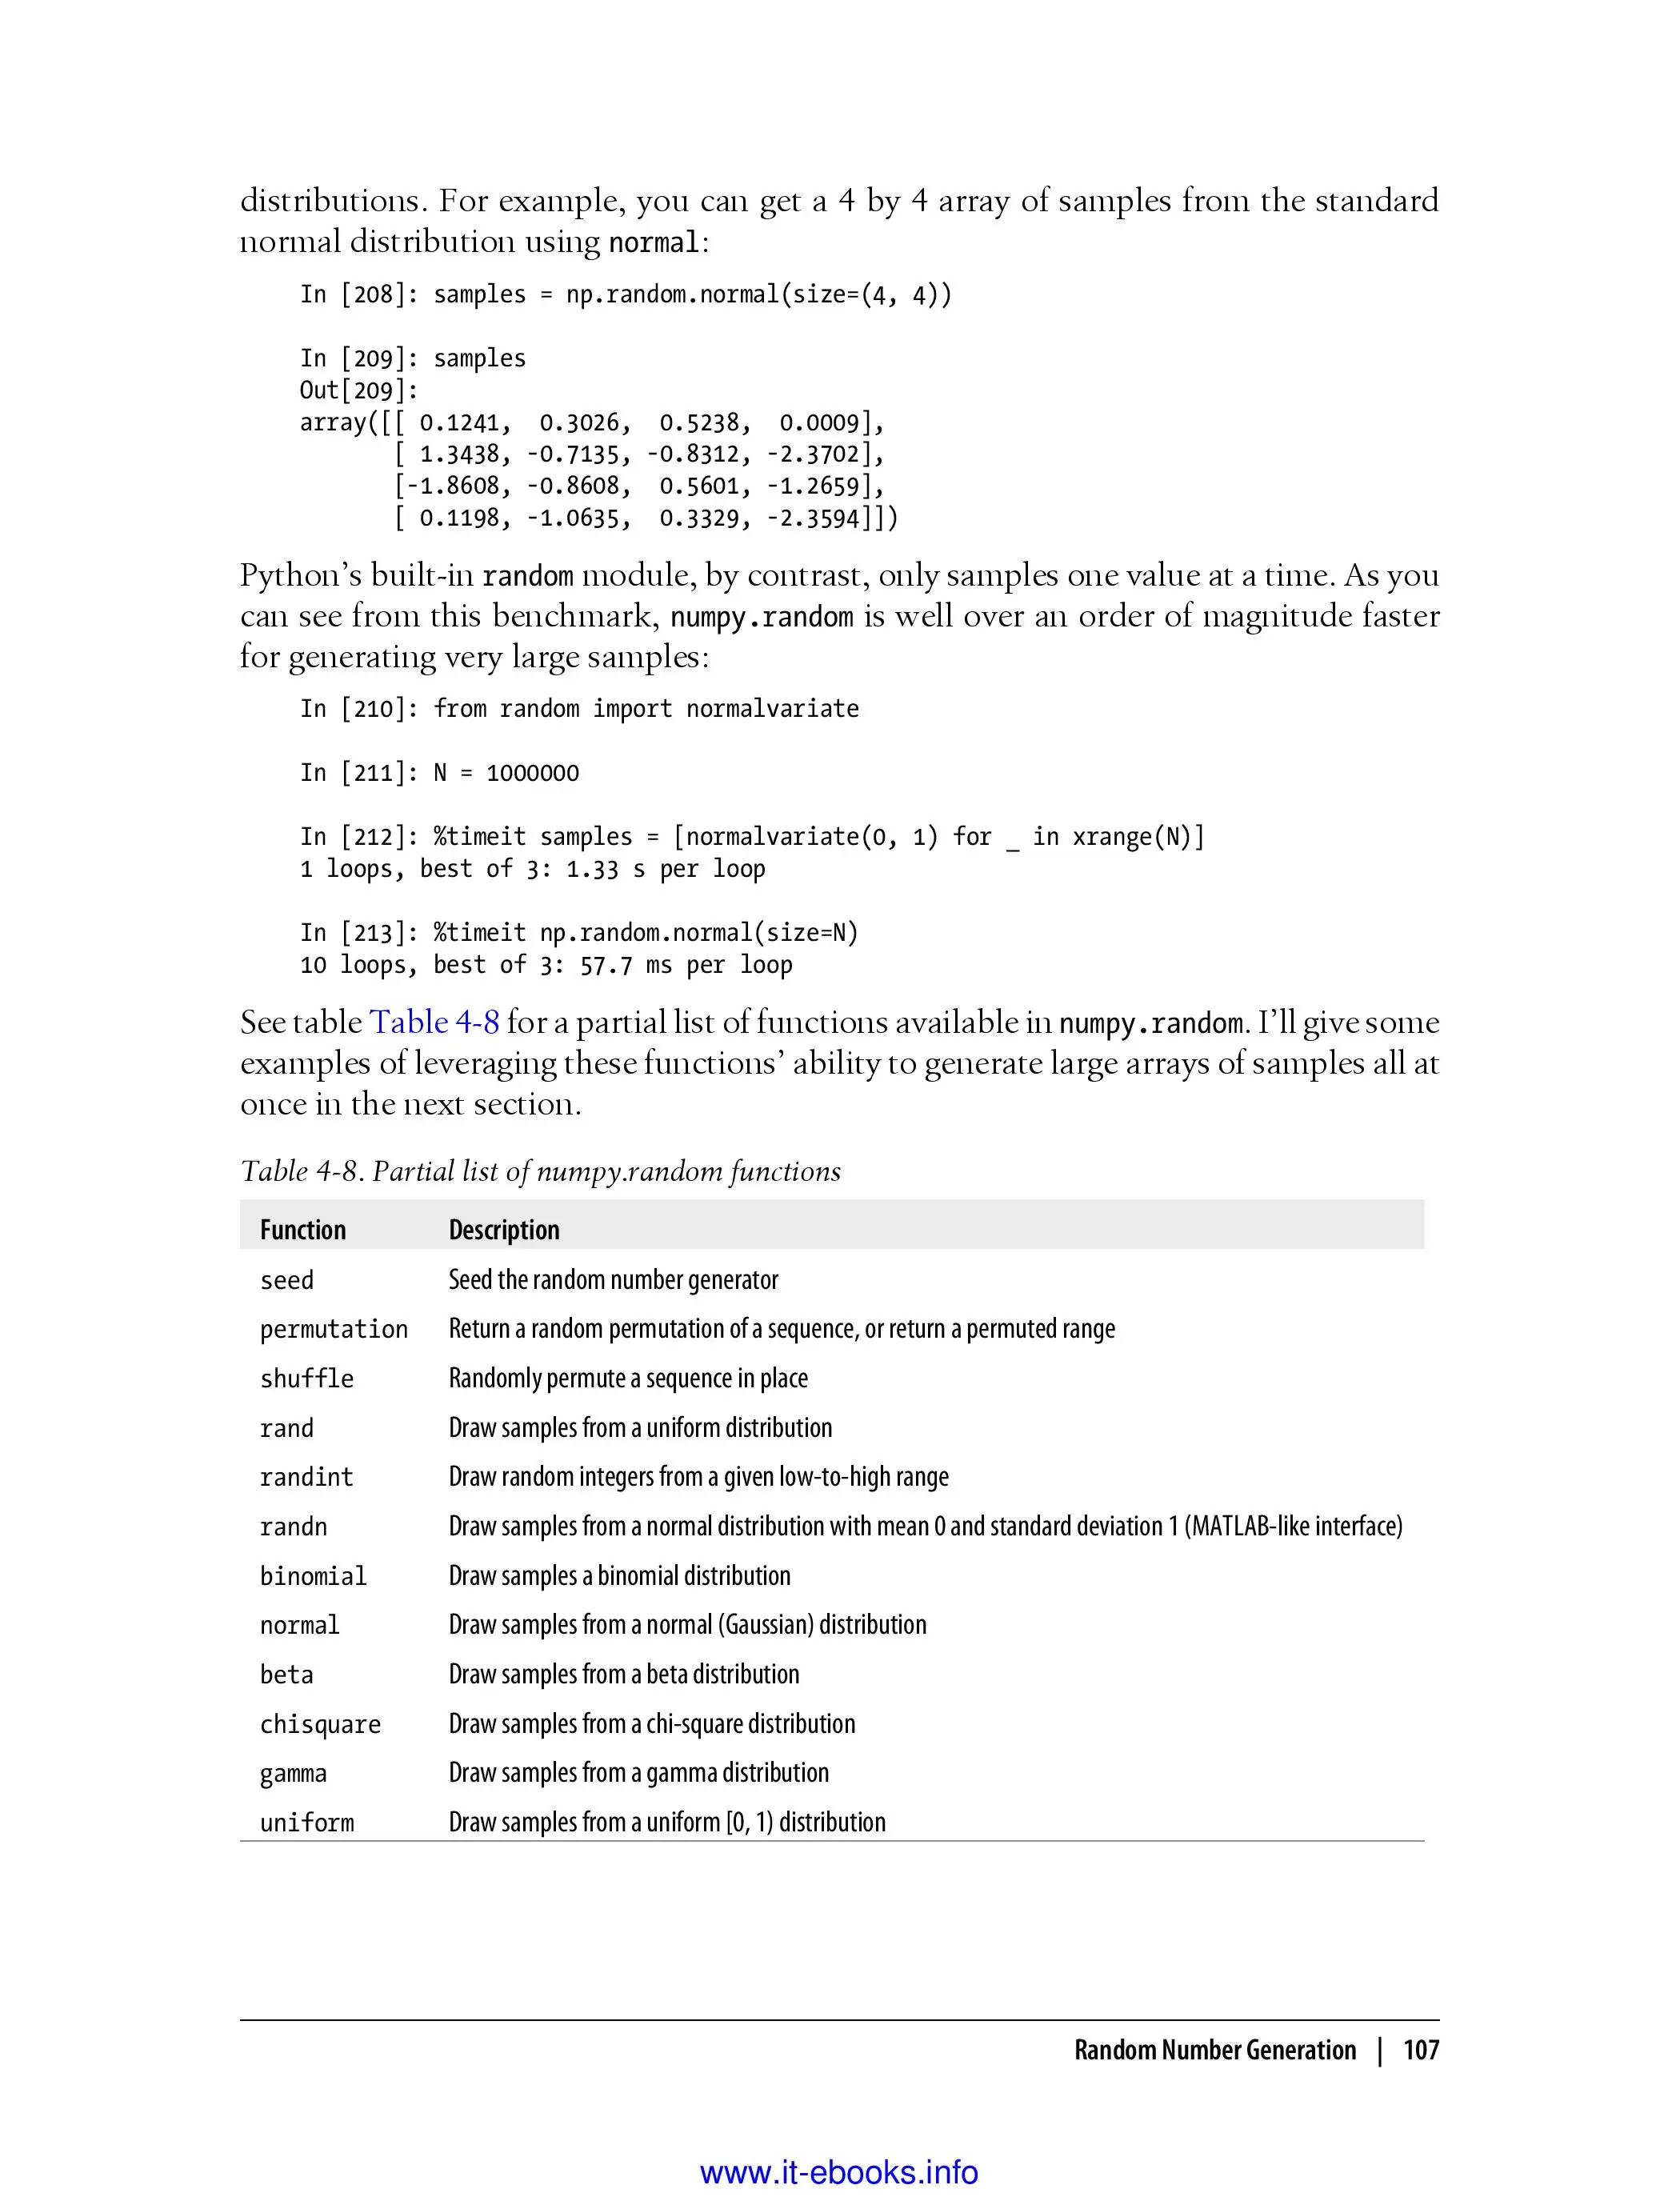 distributions. For example, you can get a 4 by 4 array of samples from the standard
normal distribution using normal:
In [208]: samples = np.random.normal(size=(4, 4))
In [209]: samples
Out[209]:
array([[ 0.1241,  0.3026,  0.5238,  0.0009],
       [ 1.3438, -0.7135, -0.8312, -2.3702],
       [-1.8608, -0.8608,  0.5601, -1.2659],
       [ 0.1198, -1.0635,  0.3329, -2.3594]])
Python’s built-in random module, by contrast, only samples one value at a time. As you
can see from this benchmark, numpy.random is well over an order of magnitude faster
for generating very large samples:
In [210]: from random import normalvariate
In [211]: N = 1000000
In [212]: %timeit samples = [normalvariate(0, 1) for _ in xrange(N)]
1 loops, best of 3: 1.33 s per loop
In [213]: %timeit np.random.normal(size=N)
10 loops, best of 3: 57.7 ms per loop
See table Table 4-8 for a partial list of functions available in numpy.random. I’ll give some
examples of leveraging these functions’ ability to generate large arrays of samples all at
once in the next section.
Table 4-8. Partial list of numpy.random functions
Function Description
seed Seed the random number generator
permutation Return a random permutation of a sequence, or return a permuted range
shuffle Randomly permute a sequence in place
rand Draw samples from a uniform distribution
randint Draw random integers from a given low-to-high range
randn Draw samples from a normal distribution with mean 0 and standard deviation 1 (MATLAB-like interface)
binomial Draw samples a binomial distribution
normal Draw samples from a normal (Gaussian) distribution
beta Draw samples from a beta distribution
chisquare Draw samples from a chi-square distribution
gamma Draw samples from a gamma distribution
uniform Draw samples from a uniform [0, 1) distribution
Random Number Generation | 107
www.it-ebooks.info